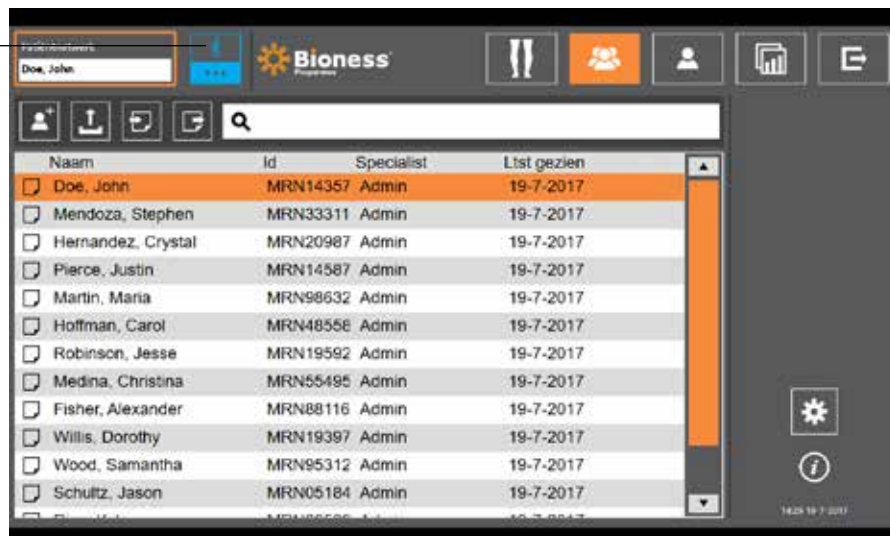 Doe, John
Bioness
Naam Id Specialist Ltst gezien
Doe, John MRN14357 Admin 19-7-2017
Mendoza, Stephen MRN33311 Admin 19-7-2017
Hernandez, Crystal MRN20987 Admin 19-7-2017
Pierce, Justin MRN14587 Admin 19-7-2017
Martin, Maria MRN98632 Admin 19-7-2017
Hoffman, Carol Admin 19-7-2017
Robinson, Jesse MRN19592 Admin 19-7-2017
Medina, Christina MRN55495 Admin 19-7-2017
Fisher, Alexander MRN88116 Admin 19-7-2017
Willis, Dorothy MRN19397 Admin 19-7-2017
Wood, Samantha MRN95312 Admin 19-7-2017
Schultz, Jason MRN05184 Admin 19-7-2017